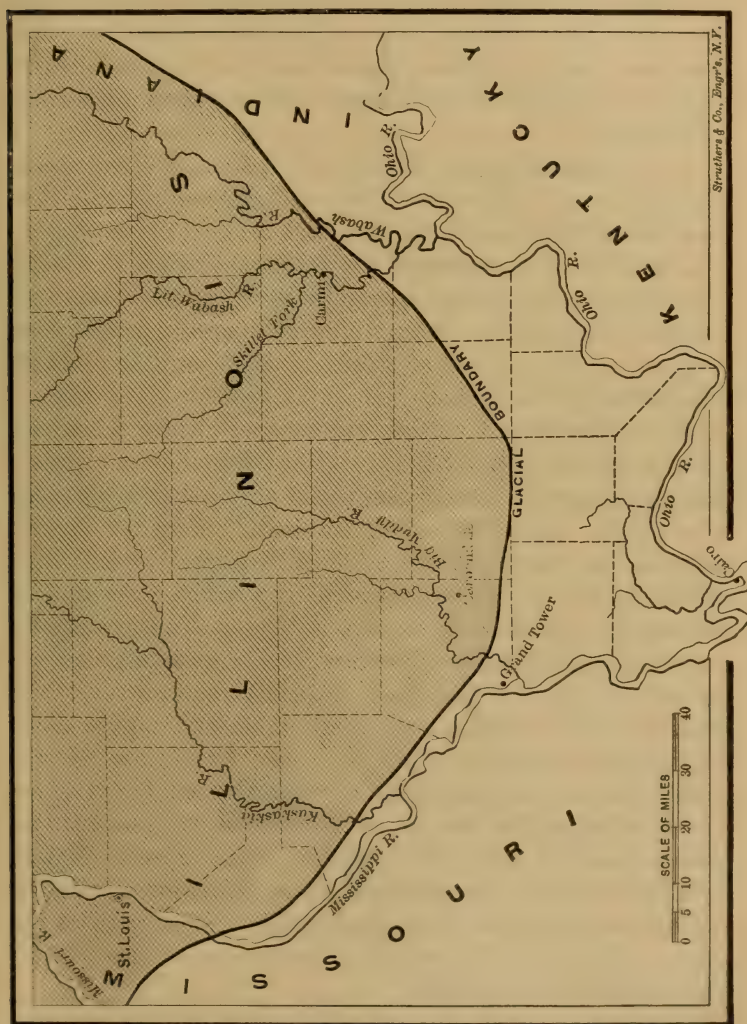 INDIANA
KENTUCKY
ILLINOIS
MISSOURI
Ohio R.
Wabash R.
Lit. Wabash R.
Skillet Fork
Carmi
Ohio R.
BOUNDARY
GLACIAL
Big Muddy R.
Ohio R.
Cairo
Grand Tower
Kaskaskia R.
Mississippi R.
St. Louis
Missouri R.
SCALE OF MILES
0 5 10 20 30 40
Struthers & Co., Engr's, N.Y.